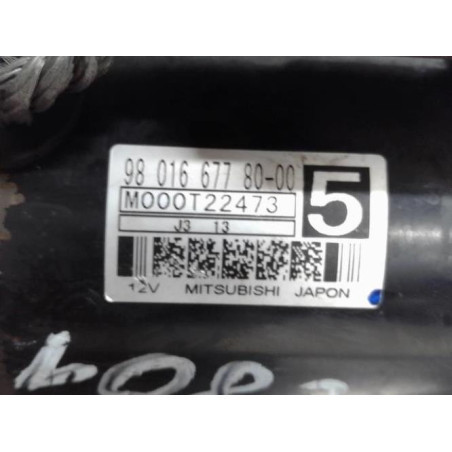 98 016 677 80-00
5
M000T22473
J3 13
12V MITSUBISHI JAPON